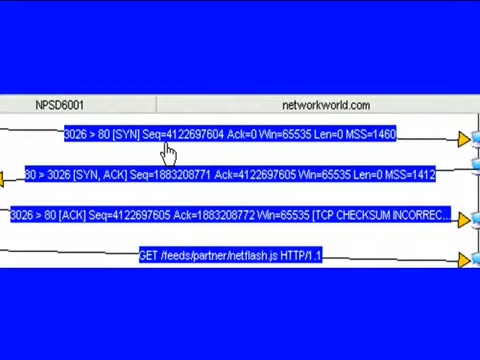 NPSD6001 networkworld.com
3026 > 80 [SYN] Seq=4122697604 Ack=0 Win=65535 Len=0 MSS=1460
80 > 3026 [SYN, ACK] Seq=1883208771 Ack=4122697605 Win=65535 Len=0 MSS=1412
3026 > 80 [ACK] Seq=4122697605 Ack=1883208772 Win=65535 [TCP CHECKSUM INCORREC...
GET /feeds/partner/netflash.js HTTP/1.1